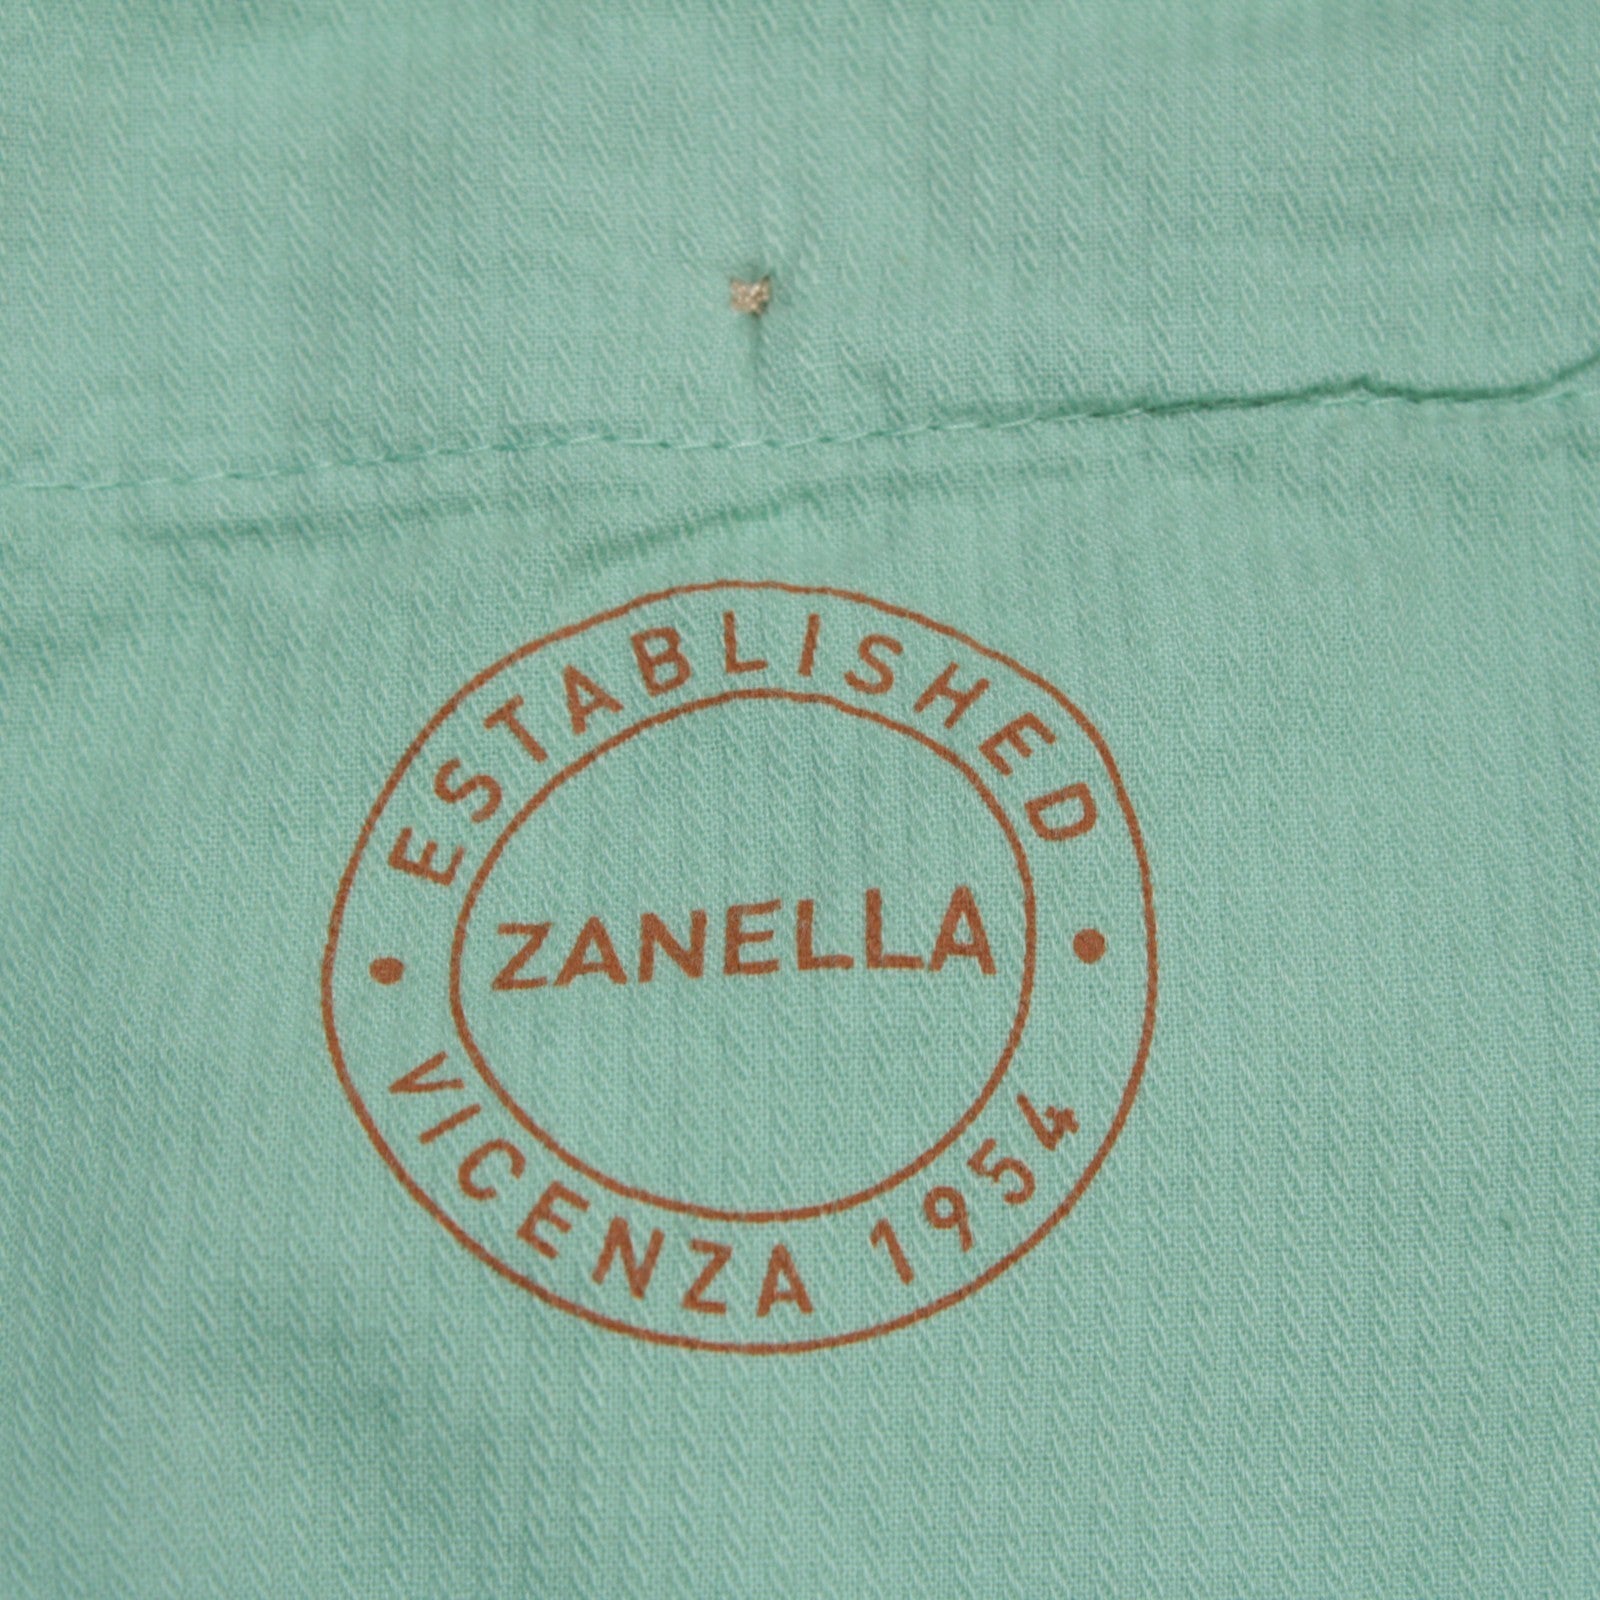 ESTABLISHED
ZANELLA
VICENZA 1954